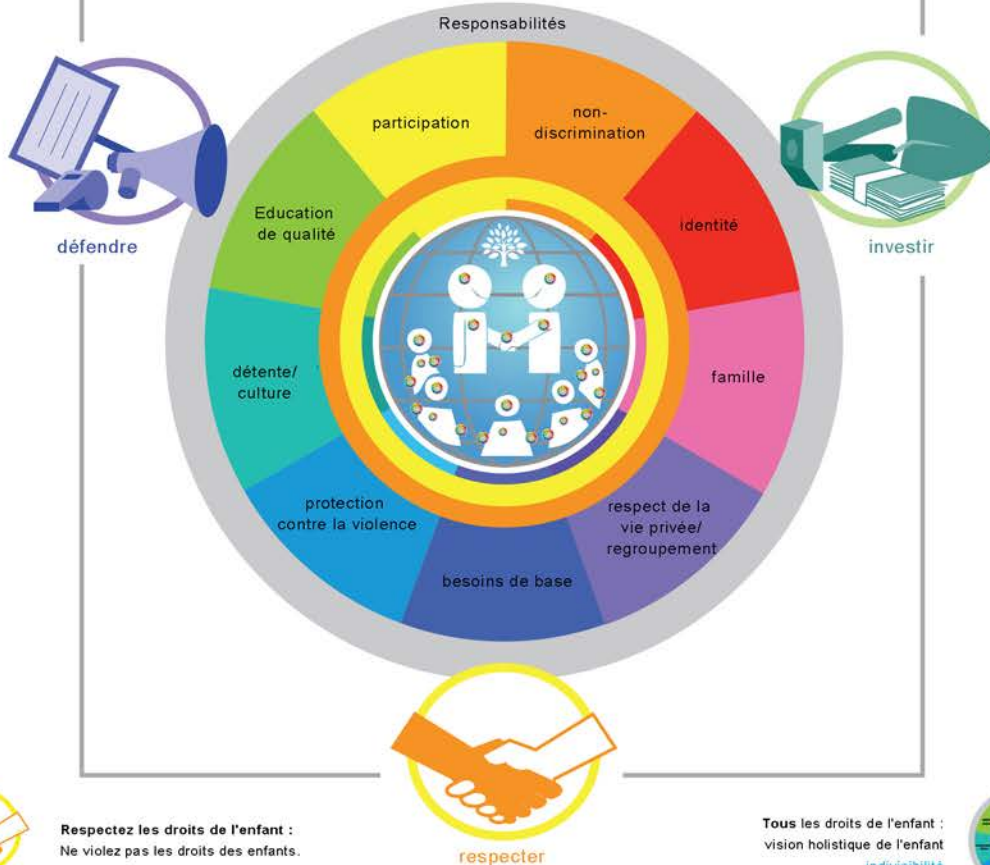 Responsabilités
participation
non-
discrimination
Education
de qualité
identité
défendre
investir
détente/
culture
famille
protection
contre la violence
respect de la
vie privée/
regroupement
besoins de base
Respectez les droits de l'enfant :
Ne violez pas les droits des enfants.
respecter
Tous les droits de l'enfant :
vision holistique de l'enfant
indivisibilité